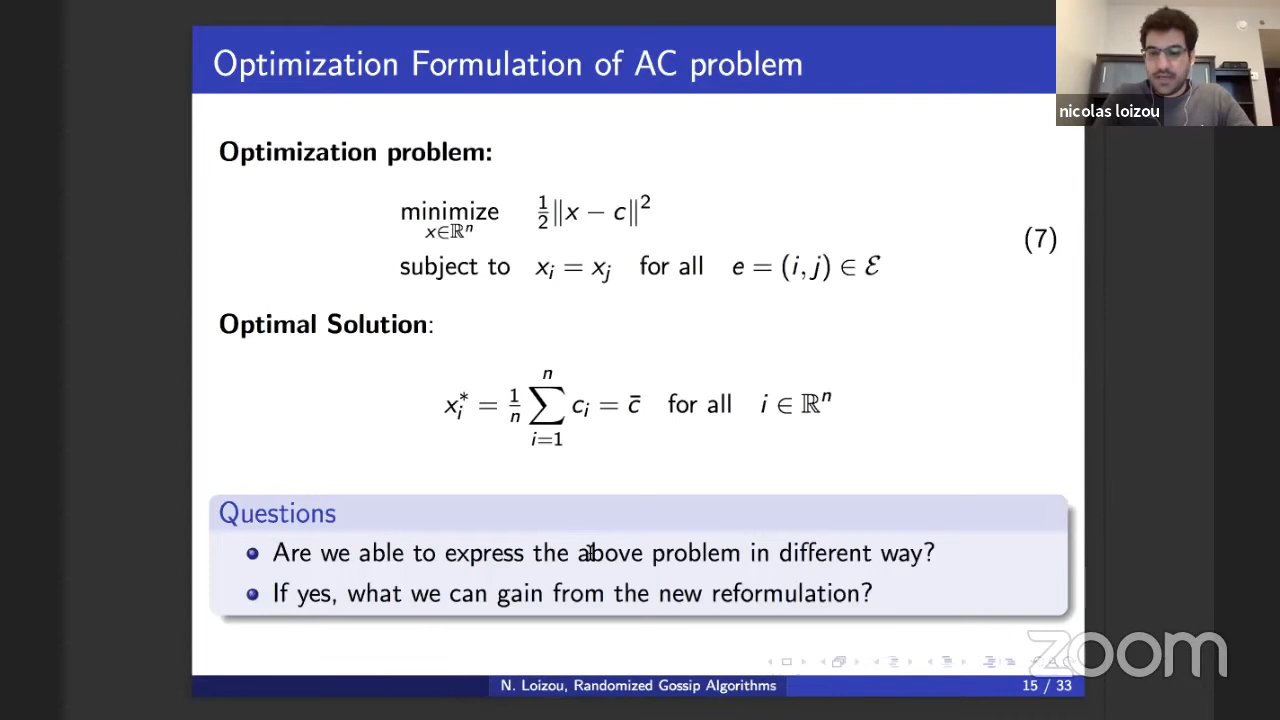 Optimization Formulation of AC problem
nicolas loizou
Optimization problem:
minimize ½‖x − c‖²
x∈ℝⁿ
(7)
subject to xᵢ = xⱼ for all e = (i, j) ∈ ℰ
Optimal Solution:
xᵢ* = 1/n ∑ᵢ₌₁ⁿ cᵢ = c̄ for all i ∈ ℝⁿ
Questions
Are we able to express the above problem in different way?
If yes, what we can gain from the new reformulation?
zoom
N. Loizou, Randomized Gossip Algorithms 15 / 33